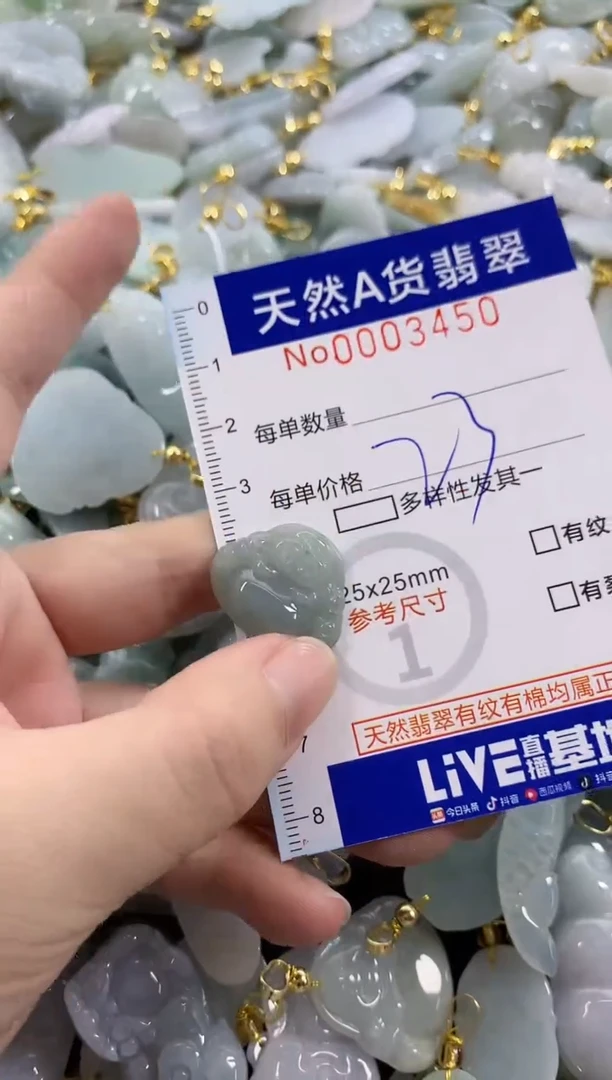 天然A货翡翠
No0003450
0
1
2
3
7
8
每单数量
每单价格
多样性发其一
有纹
25x25mm
参考尺寸
1
有
天然翡翠有纹有棉均属正
LiVE直播基地
今日头条 抖音 西瓜视频 抖音